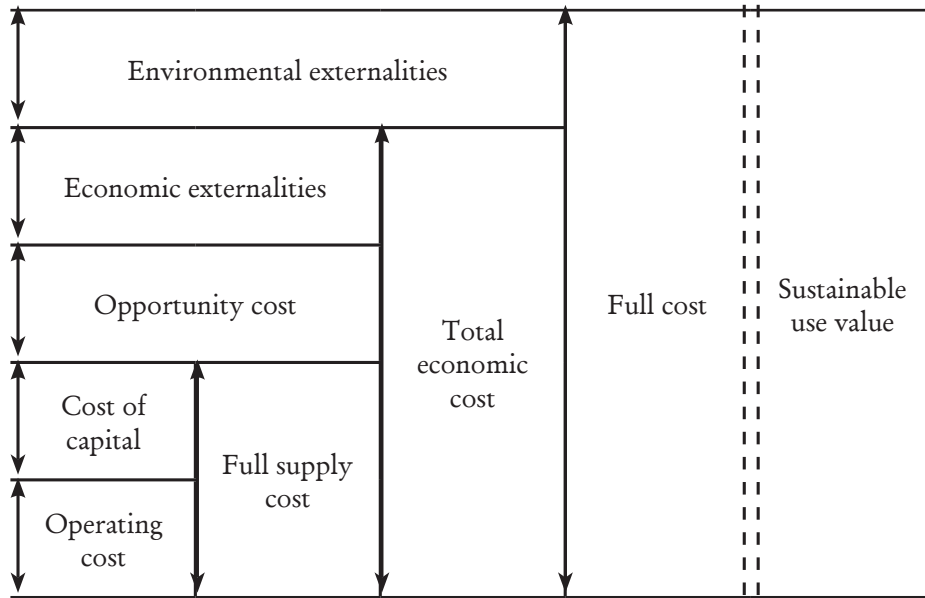 Environmental externalities
Economic externalities
Opportunity cost
Cost of
capital
Operating
cost
Full supply
cost
Total
economic
cost
Full cost
Sustainable
use value